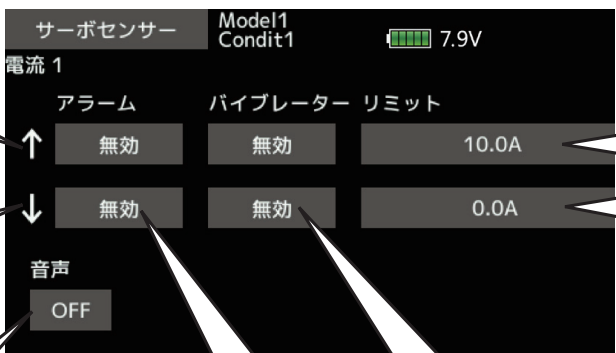 サーボセンサー
Model1
Condit1
7.9V
電流 1
アラーム バイブレーター リミット
↑ 無効 無効 10.0A
↓ 無効 無効 0.0A
音声
OFF